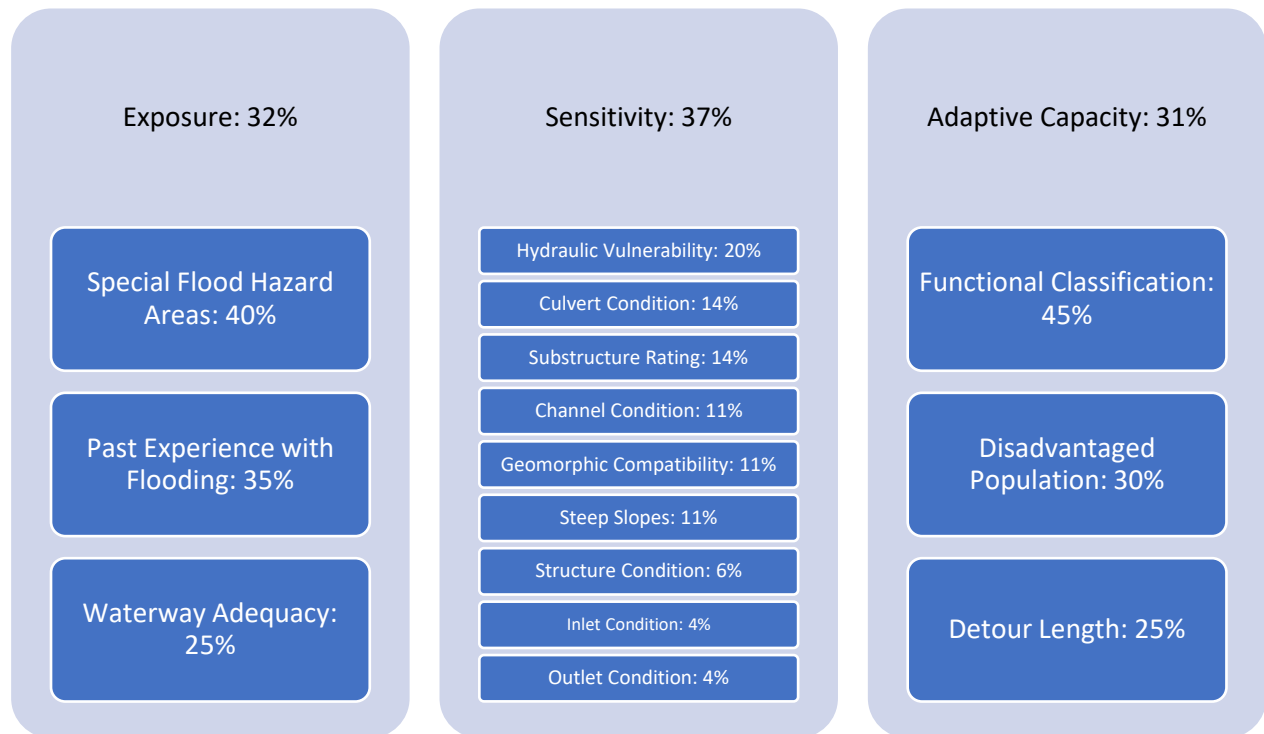 Exposure: 32%
Special Flood Hazard
Areas: 40%
Past Experience with
Flooding: 35%
Waterway Adequacy:
25%
Sensitivity: 37%
Hydraulic Vulnerability: 20%
Culvert Condition: 14%
Substructure Rating: 14%
Channel Condition: 11%
Geomorphic Compatibility: 11%
Steep Slopes: 11%
Structure Condition: 6%
Inlet Condition: 4%
Outlet Condition: 4%
Adaptive Capacity: 31%
Functional Classification:
45%
Disadvantaged
Population: 30%
Detour Length: 25%